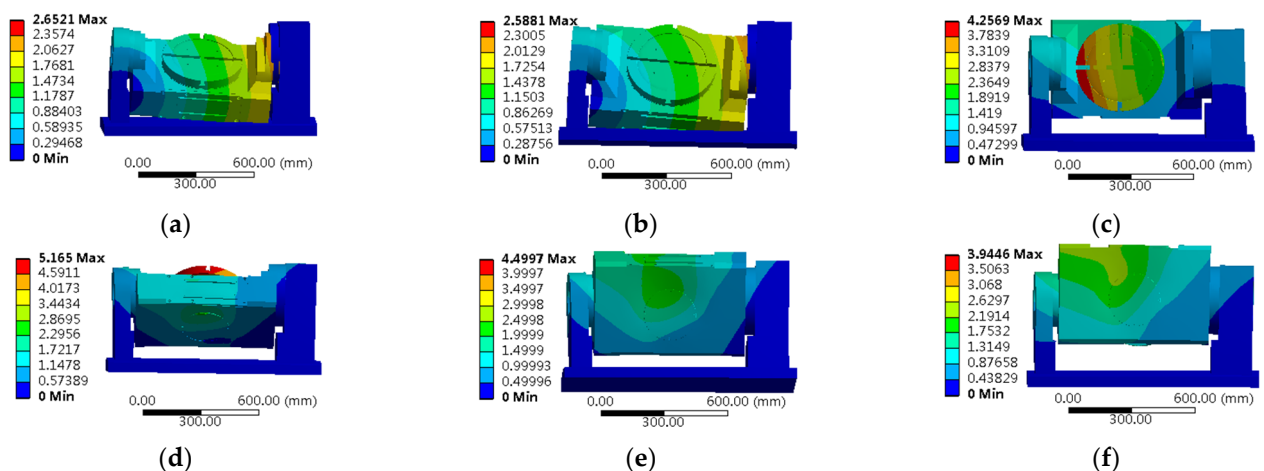 2.6521 Max
2.3574
2.0627
1.7681
1.4734
1.1787
0.88403
0.58935
0.29468
0 Min
0.00 600.00 (mm)
300.00
(a)
2.5881 Max
2.3005
2.0129
1.7254
1.4378
1.1503
0.86269
0.57513
0.28756
0 Min
0.00 600.00 (mm)
300.00
(b)
4.2569 Max
3.7839
3.3109
2.8379
2.3649
1.8919
1.419
0.94597
0.47299
0 Min
0.00 600.00 (mm)
300.00
(c)
5.165 Max
4.5911
4.0173
3.4434
2.8695
2.2956
1.7217
1.1478
0.57389
0 Min
0.00 600.00 (mm)
300.00
(d)
4.4997 Max
3.9997
3.4997
2.9998
2.4998
1.9999
1.4999
0.99993
0.49996
0 Min
0.00 600.00 (mm)
300.00
(e)
3.9446 Max
3.5063
3.068
2.6297
2.1914
1.7532
1.3149
0.87658
0.43829
0 Min
0.00 600.00 (mm)
300.00
(f)